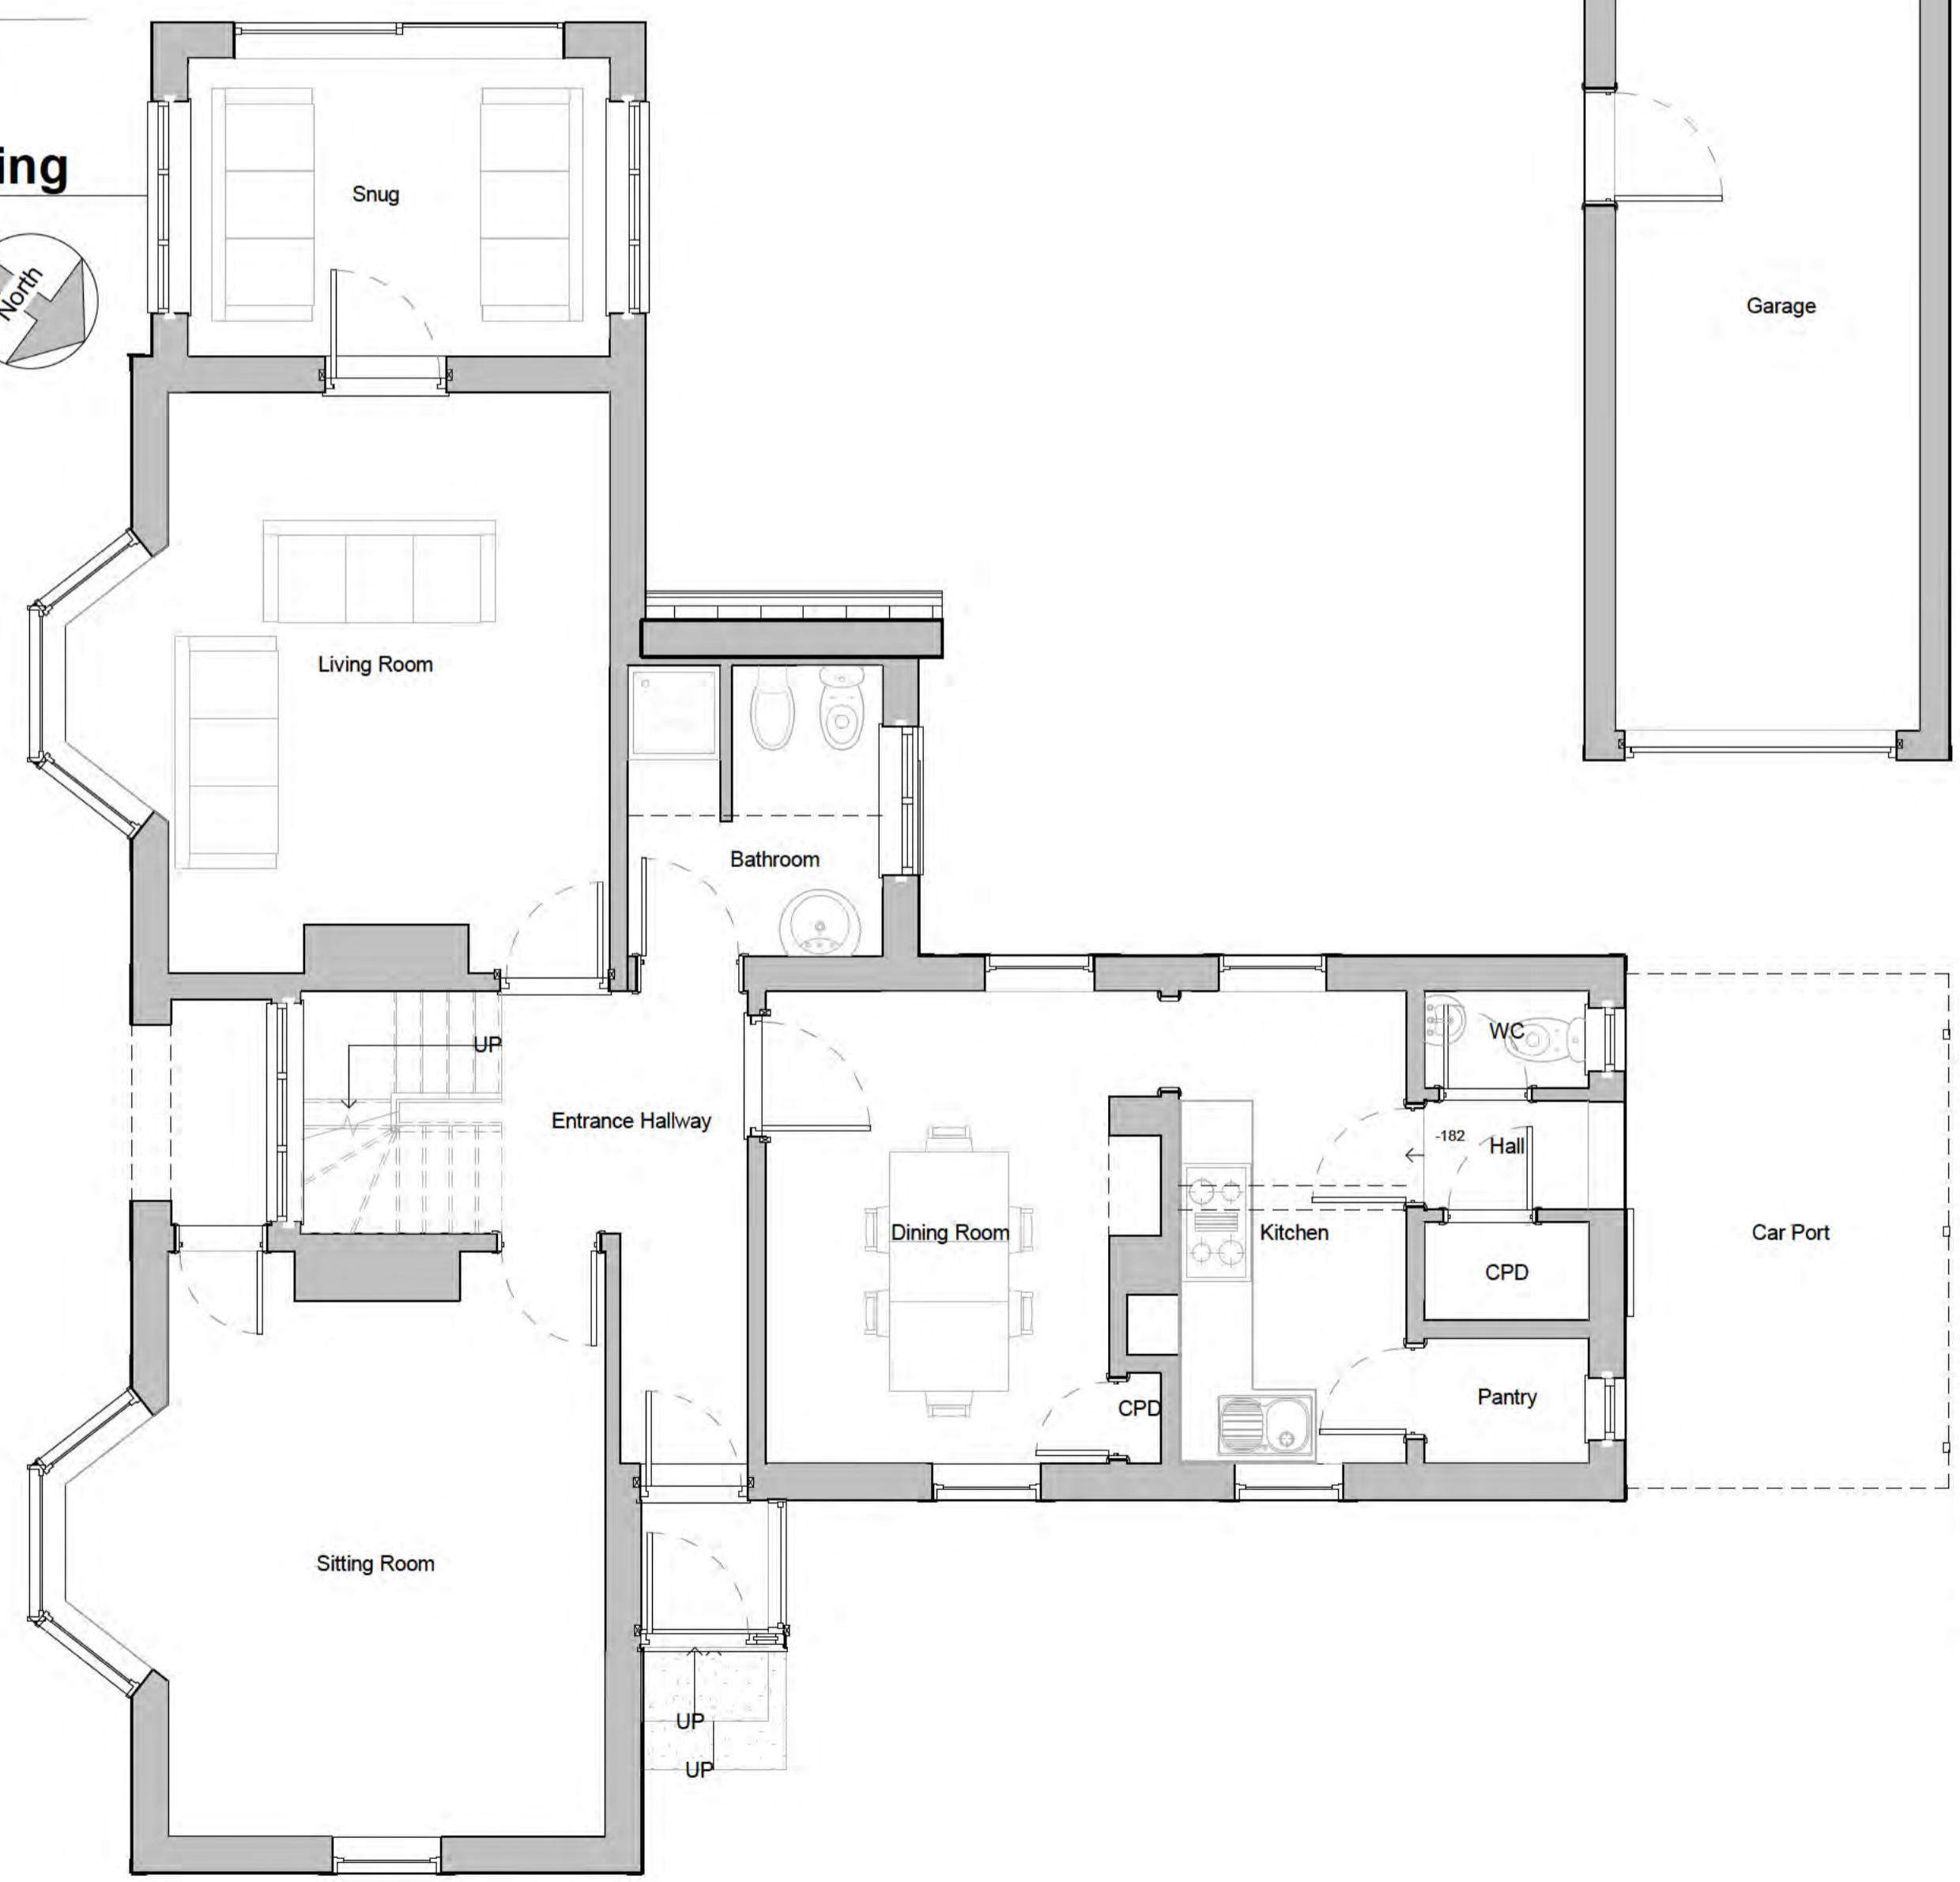 ing
North
Snug
Garage
Living Room
Bathroom
UP
WC
Entrance Hallway
-182
Hall
Dining Room
Kitchen
Car Port
CPD
Pantry
CPD
Sitting Room
UP
UP